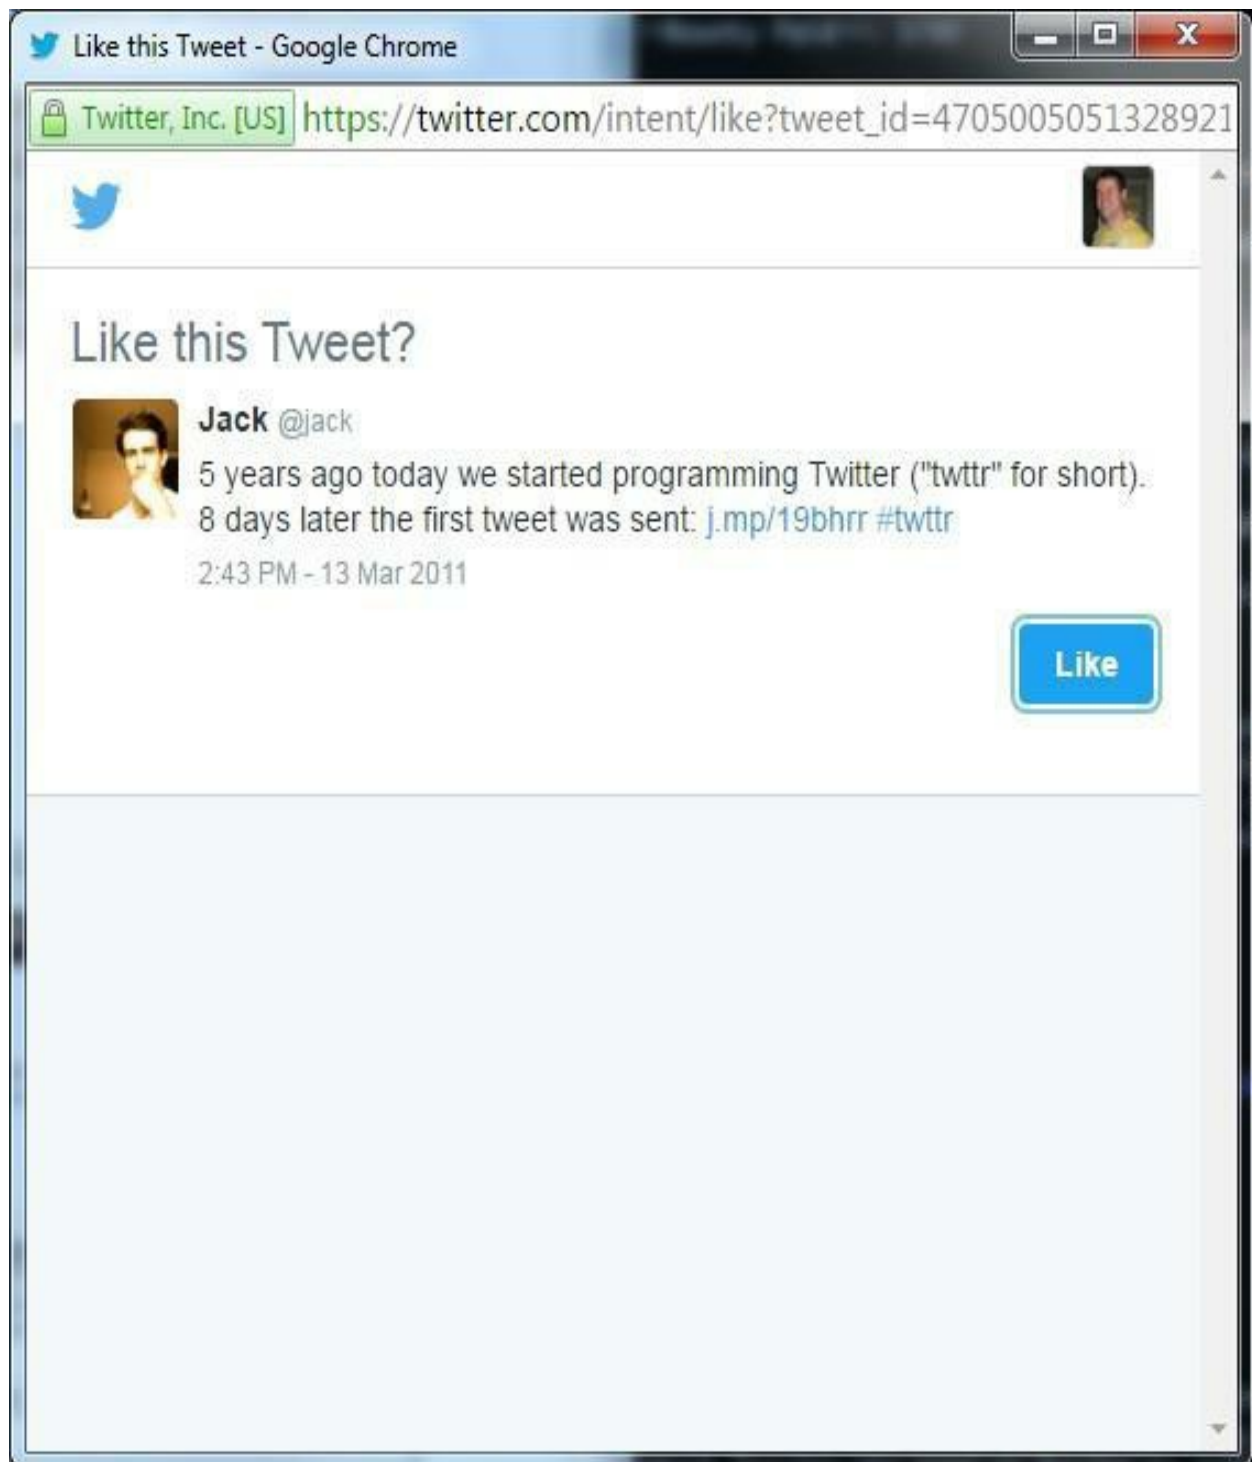 Like this Tweet - Google Chrome
Twitter, Inc. [US] https://twitter.com/intent/like?tweet_id=4705005051328921
Like this Tweet?
Jack @jack
5 years ago today we started programming Twitter ("twttr" for short).
8 days later the first tweet was sent: j.mp/19bhrr #twttr
2:43 PM - 13 Mar 2011
Like